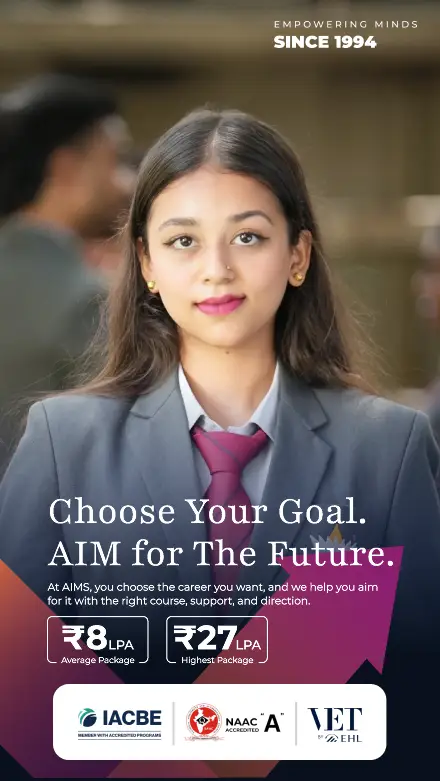 EMPOWERING MINDS
SINCE 1994
Choose Your Goal.
AIM for The Future.
At AIMS, you choose the career you want, and we help you aim
for it with the right course, support, and direction.
₹8LPA
Average Package
₹27LPA
Highest Package
IACBE
MEMBER WITH ACCREDITED PROGRAMS
NAAC "A"
ACCREDITED
VET
BY EHL